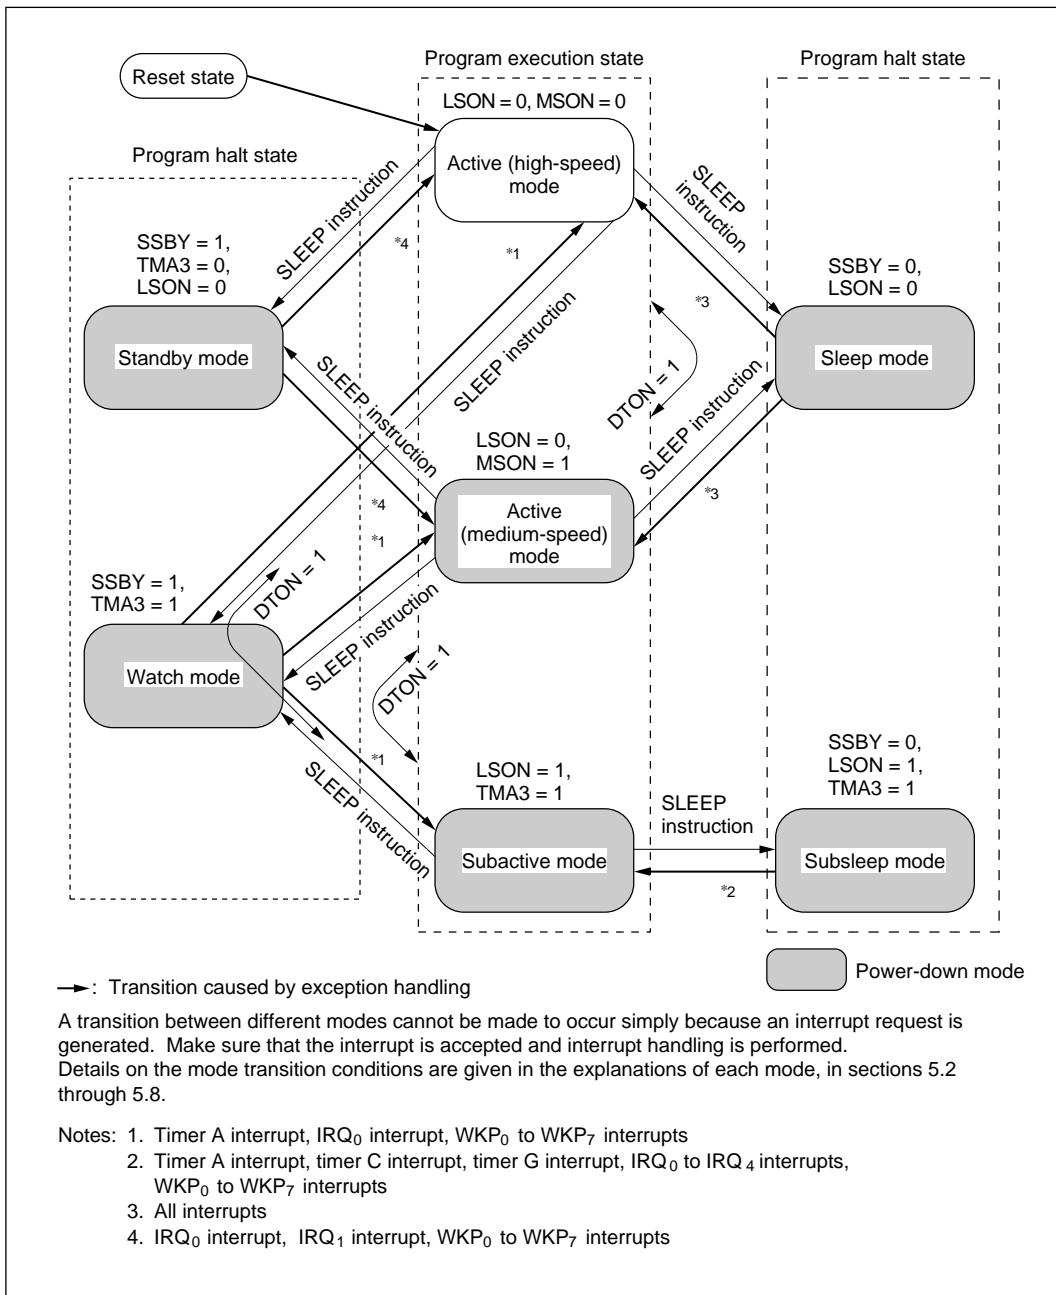 Program execution state
Program halt state
Reset state
LSON = 0, MSON = 0
Program halt state
Active (high-speed)
mode
SLEEP instruction
SLEEP
instruction
*4
*1
SSBY = 1,
TMA3 = 0,
LSON = 0
SSBY = 0,
LSON = 0
*3
Standby mode
SLEEP instruction
SLEEP instruction
DTON = 1
Sleep mode
SLEEP instruction
LSON = 0,
MSON = 1
*3
*4
Active
(medium-speed)
mode
*1
SSBY = 1,
TMA3 = 1
DTON = 1
SLEEP instruction
Watch mode
DTON = 1
*1
SLEEP instruction
LSON = 1,
TMA3 = 1
SSBY = 0,
LSON = 1,
TMA3 = 1
SLEEP
instruction
Subactive mode
Subsleep mode
*2
Power-down mode
: Transition caused by exception handling
A transition between different modes cannot be made to occur simply because an interrupt request is
generated. Make sure that the interrupt is accepted and interrupt handling is performed.
Details on the mode transition conditions are given in the explanations of each mode, in sections 5.2
through 5.8.
Notes: 1. Timer A interrupt, IRQ0 interrupt, WKP0 to WKP7 interrupts
2. Timer A interrupt, timer C interrupt, timer G interrupt, IRQ0 to IRQ4 interrupts,
WKP0 to WKP7 interrupts
3. All interrupts
4. IRQ0 interrupt, IRQ1 interrupt, WKP0 to WKP7 interrupts